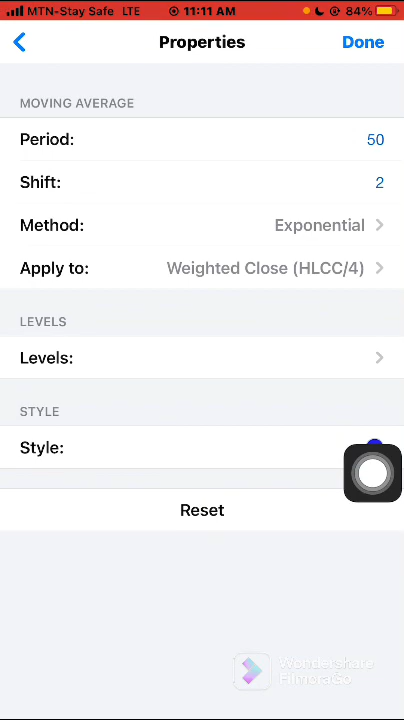 MTN-Stay Safe LTE 11:11 AM 84%
Properties Done
MOVING AVERAGE
Period: 50
Shift: 2
Method: Exponential
Apply to: Weighted Close (HLCC/4)
LEVELS
Levels:
STYLE
Style:
Reset
Wondershare
FilmoraGo